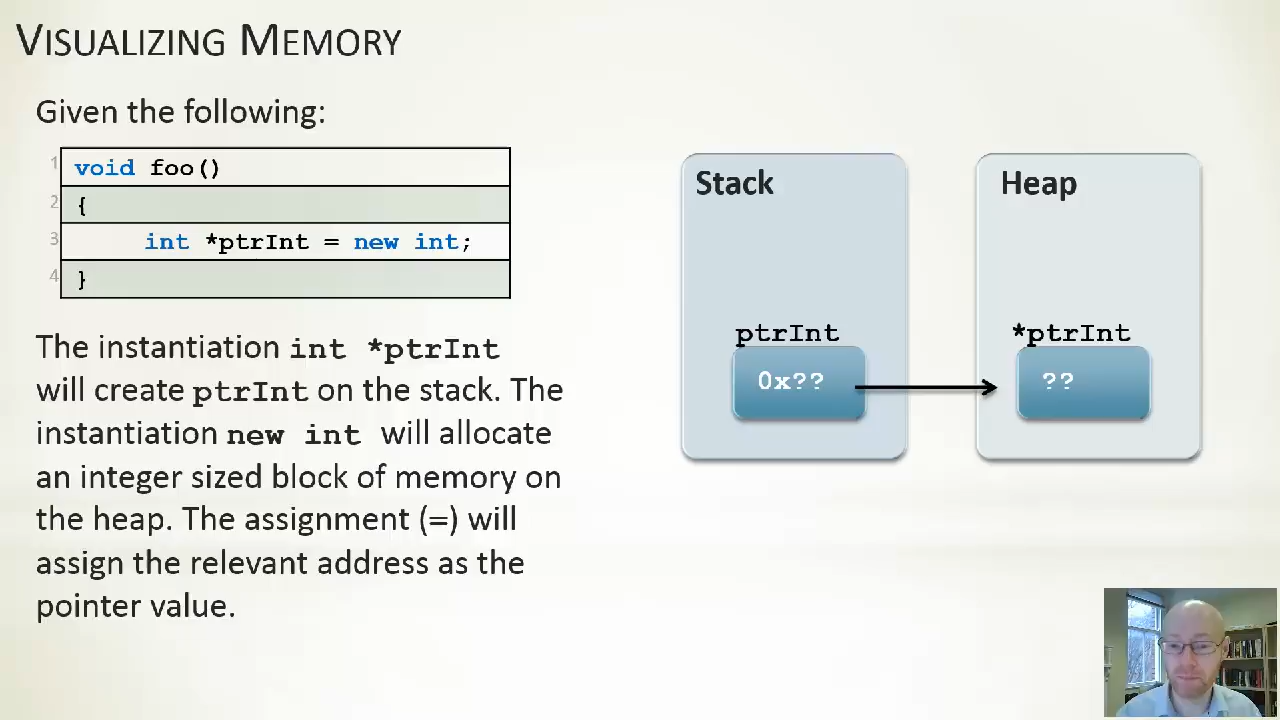 VISUALIZING MEMORY
Given the following:
1 void foo()
2 {
3 int *ptrInt = new int;
4 }
The instantiation int *ptrInt
will create ptrInt on the stack. The
instantiation new int will allocate
an integer sized block of memory on
the heap. The assignment (=) will
assign the relevant address as the
pointer value.
Stack
ptrInt
0x??
Heap
*ptrInt
??